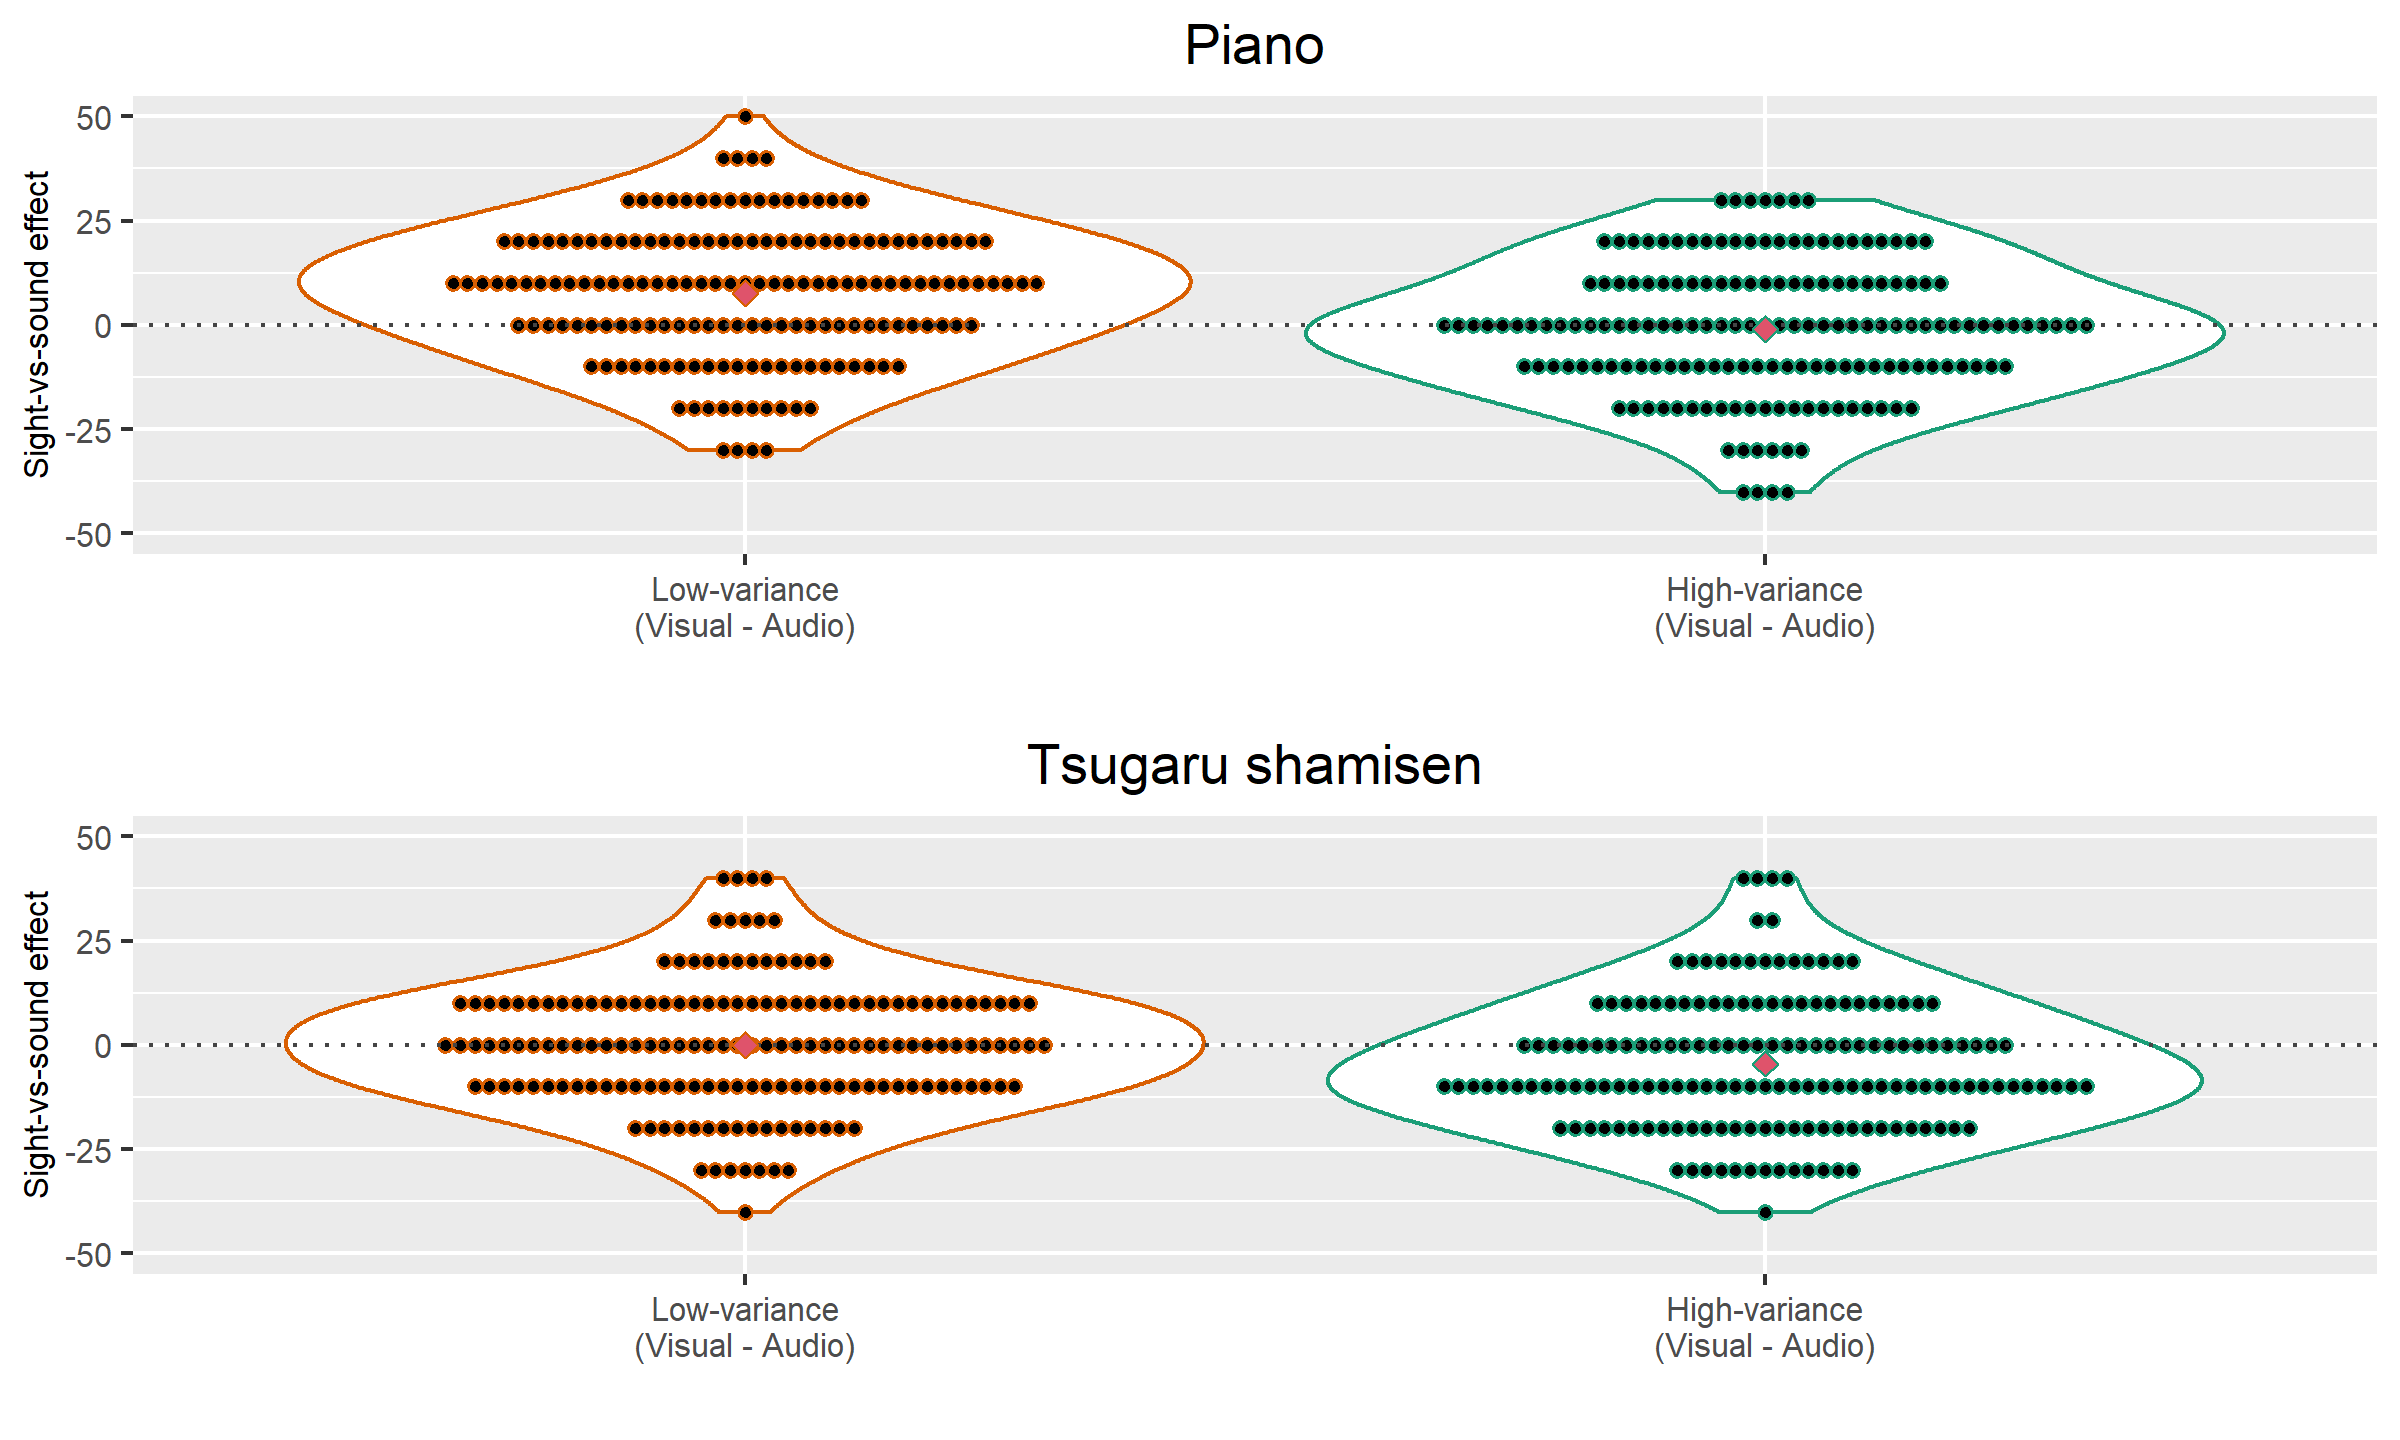 Piano
Sight-vs-sound effect
50
25
0
-25
-50
Low-variance
(Visual - Audio)
High-variance
(Visual - Audio)
Tsugaru shamisen
Sight-vs-sound effect
50
25
0
-25
-50
Low-variance
(Visual - Audio)
High-variance
(Visual - Audio)